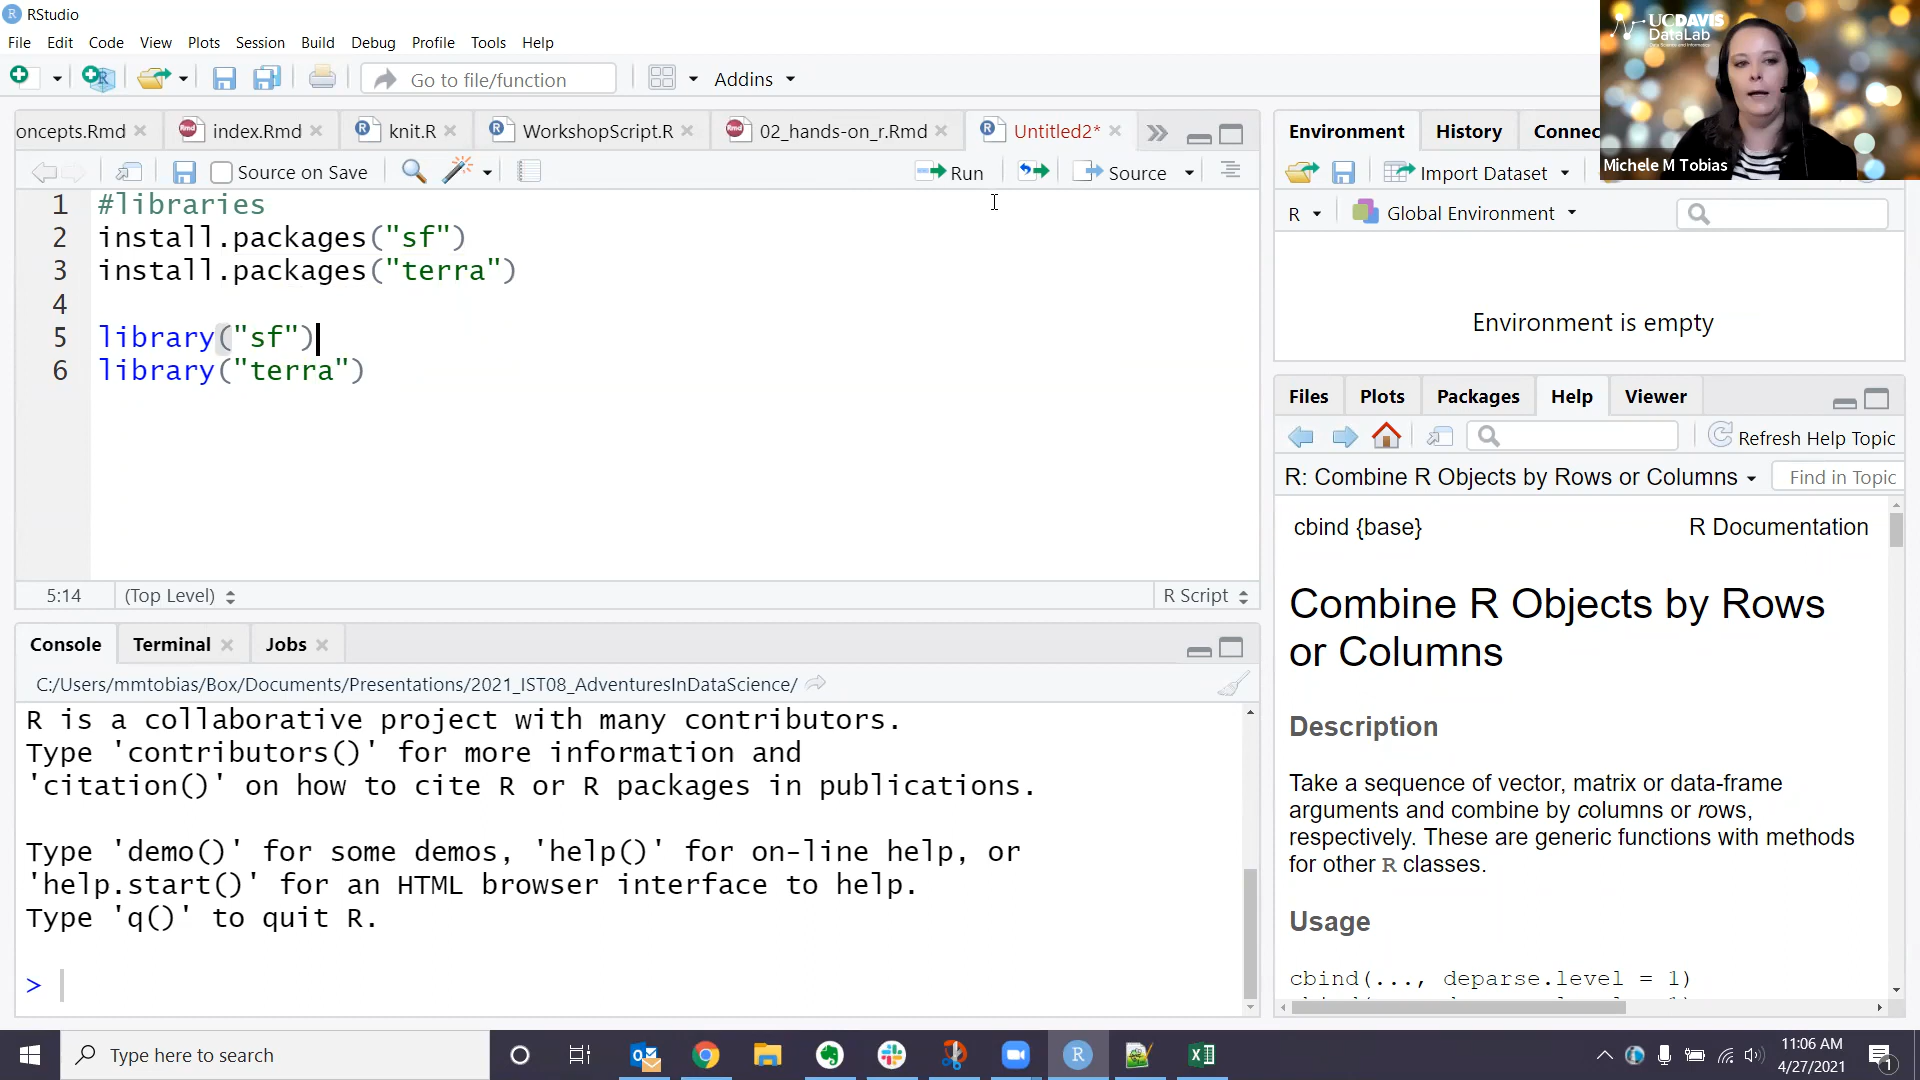 RStudio
File Edit Code View Plots Session Build Debug Profile Tools Help
Go to file/function Addins
oncepts.Rmd index.Rmd knit.R WorkshopScript.R 02_hands-on_r.Rmd Untitled2*
Source on Save Run Source
1 #libraries
2 install.packages("sf")
3 install.packages("terra")
4
5 library("sf")
6 library("terra")
5:14 (Top Level) R Script
Console Terminal Jobs
C:/Users/mmtobias/Box/Documents/Presentations/2021_IST08_AdventuresInDataScience/
R is a collaborative project with many contributors.
Type 'contributors()' for more information and
'citation()' on how to cite R or R packages in publications.
Type 'demo()' for some demos, 'help()' for on-line help, or
'help.start()' for an HTML browser interface to help.
Type 'q()' to quit R.
>
UCDAVIS
DataLab
Michele M Tobias
Environment History Connec
Import Dataset
R Global Environment
Environment is empty
Files Plots Packages Help Viewer
Refresh Help Topic
R: Combine R Objects by Rows or Columns Find in Topic
cbind {base} R Documentation
Combine R Objects by Rows
or Columns
Description
Take a sequence of vector, matrix or data-frame
arguments and combine by columns or rows,
respectively. These are generic functions with methods
for other R classes.
Usage
cbind(..., deparse.level = 1)
Type here to search
11:06 AM
4/27/2021
1